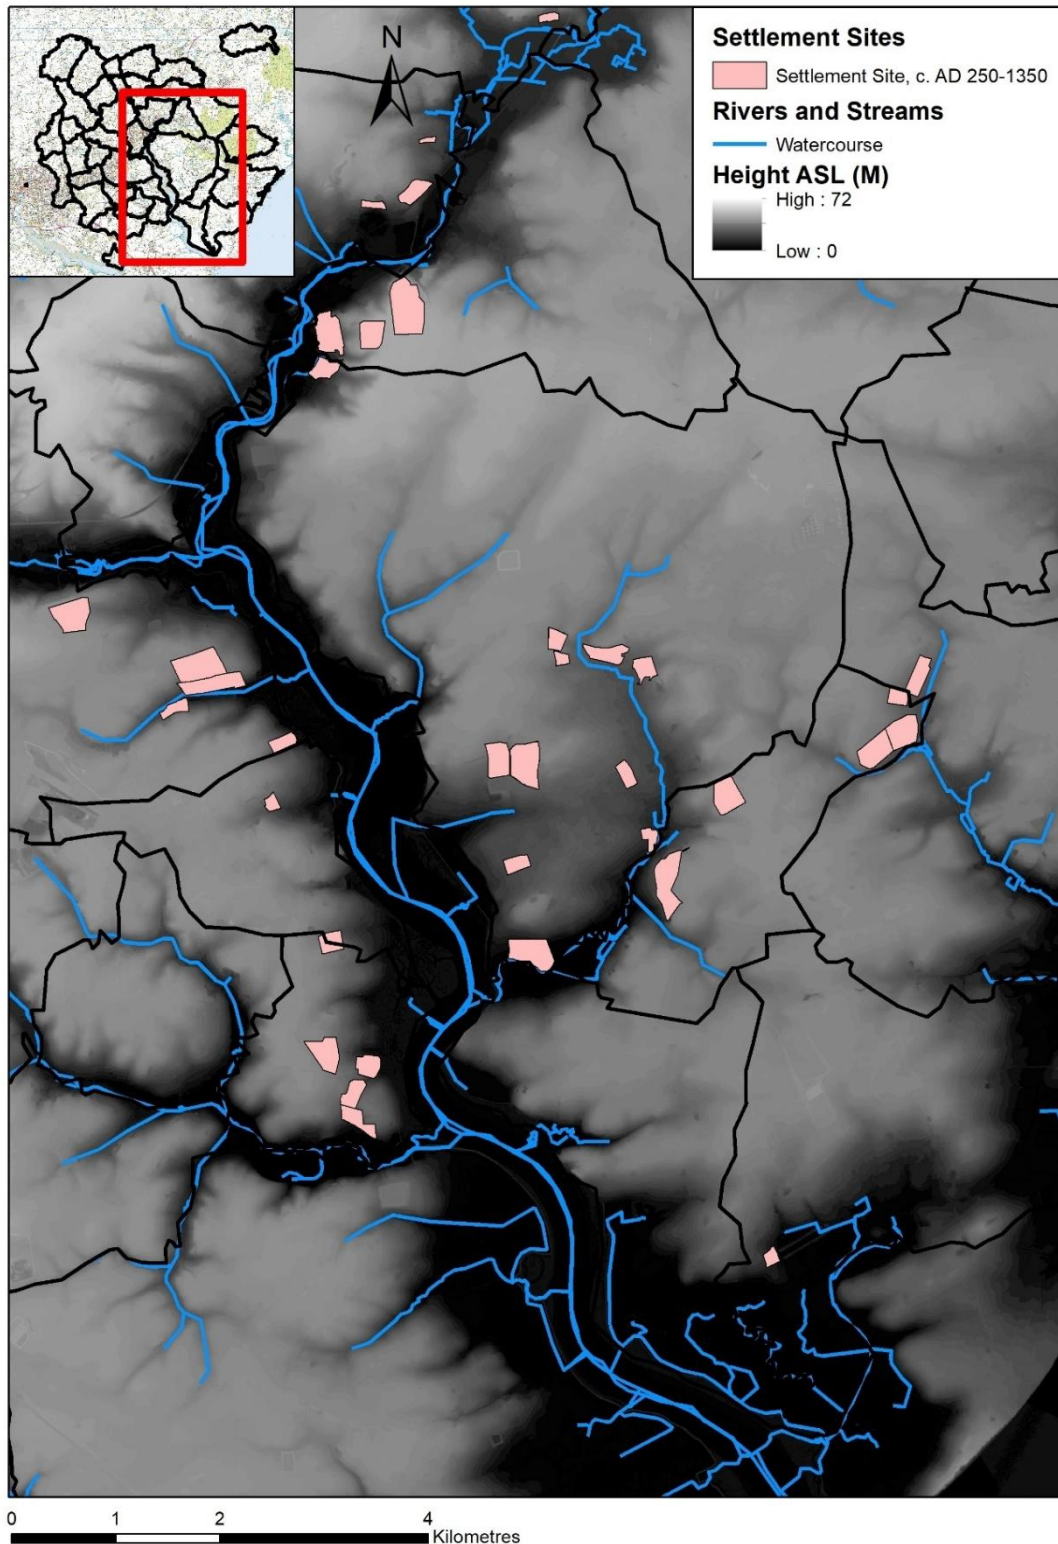 N
Settlement Sites
Settlement Site, c. AD 250-1350
Rivers and Streams
Watercourse
Height ASL (M)
High : 72
Low : 0
0 1 2 4
Kilometres